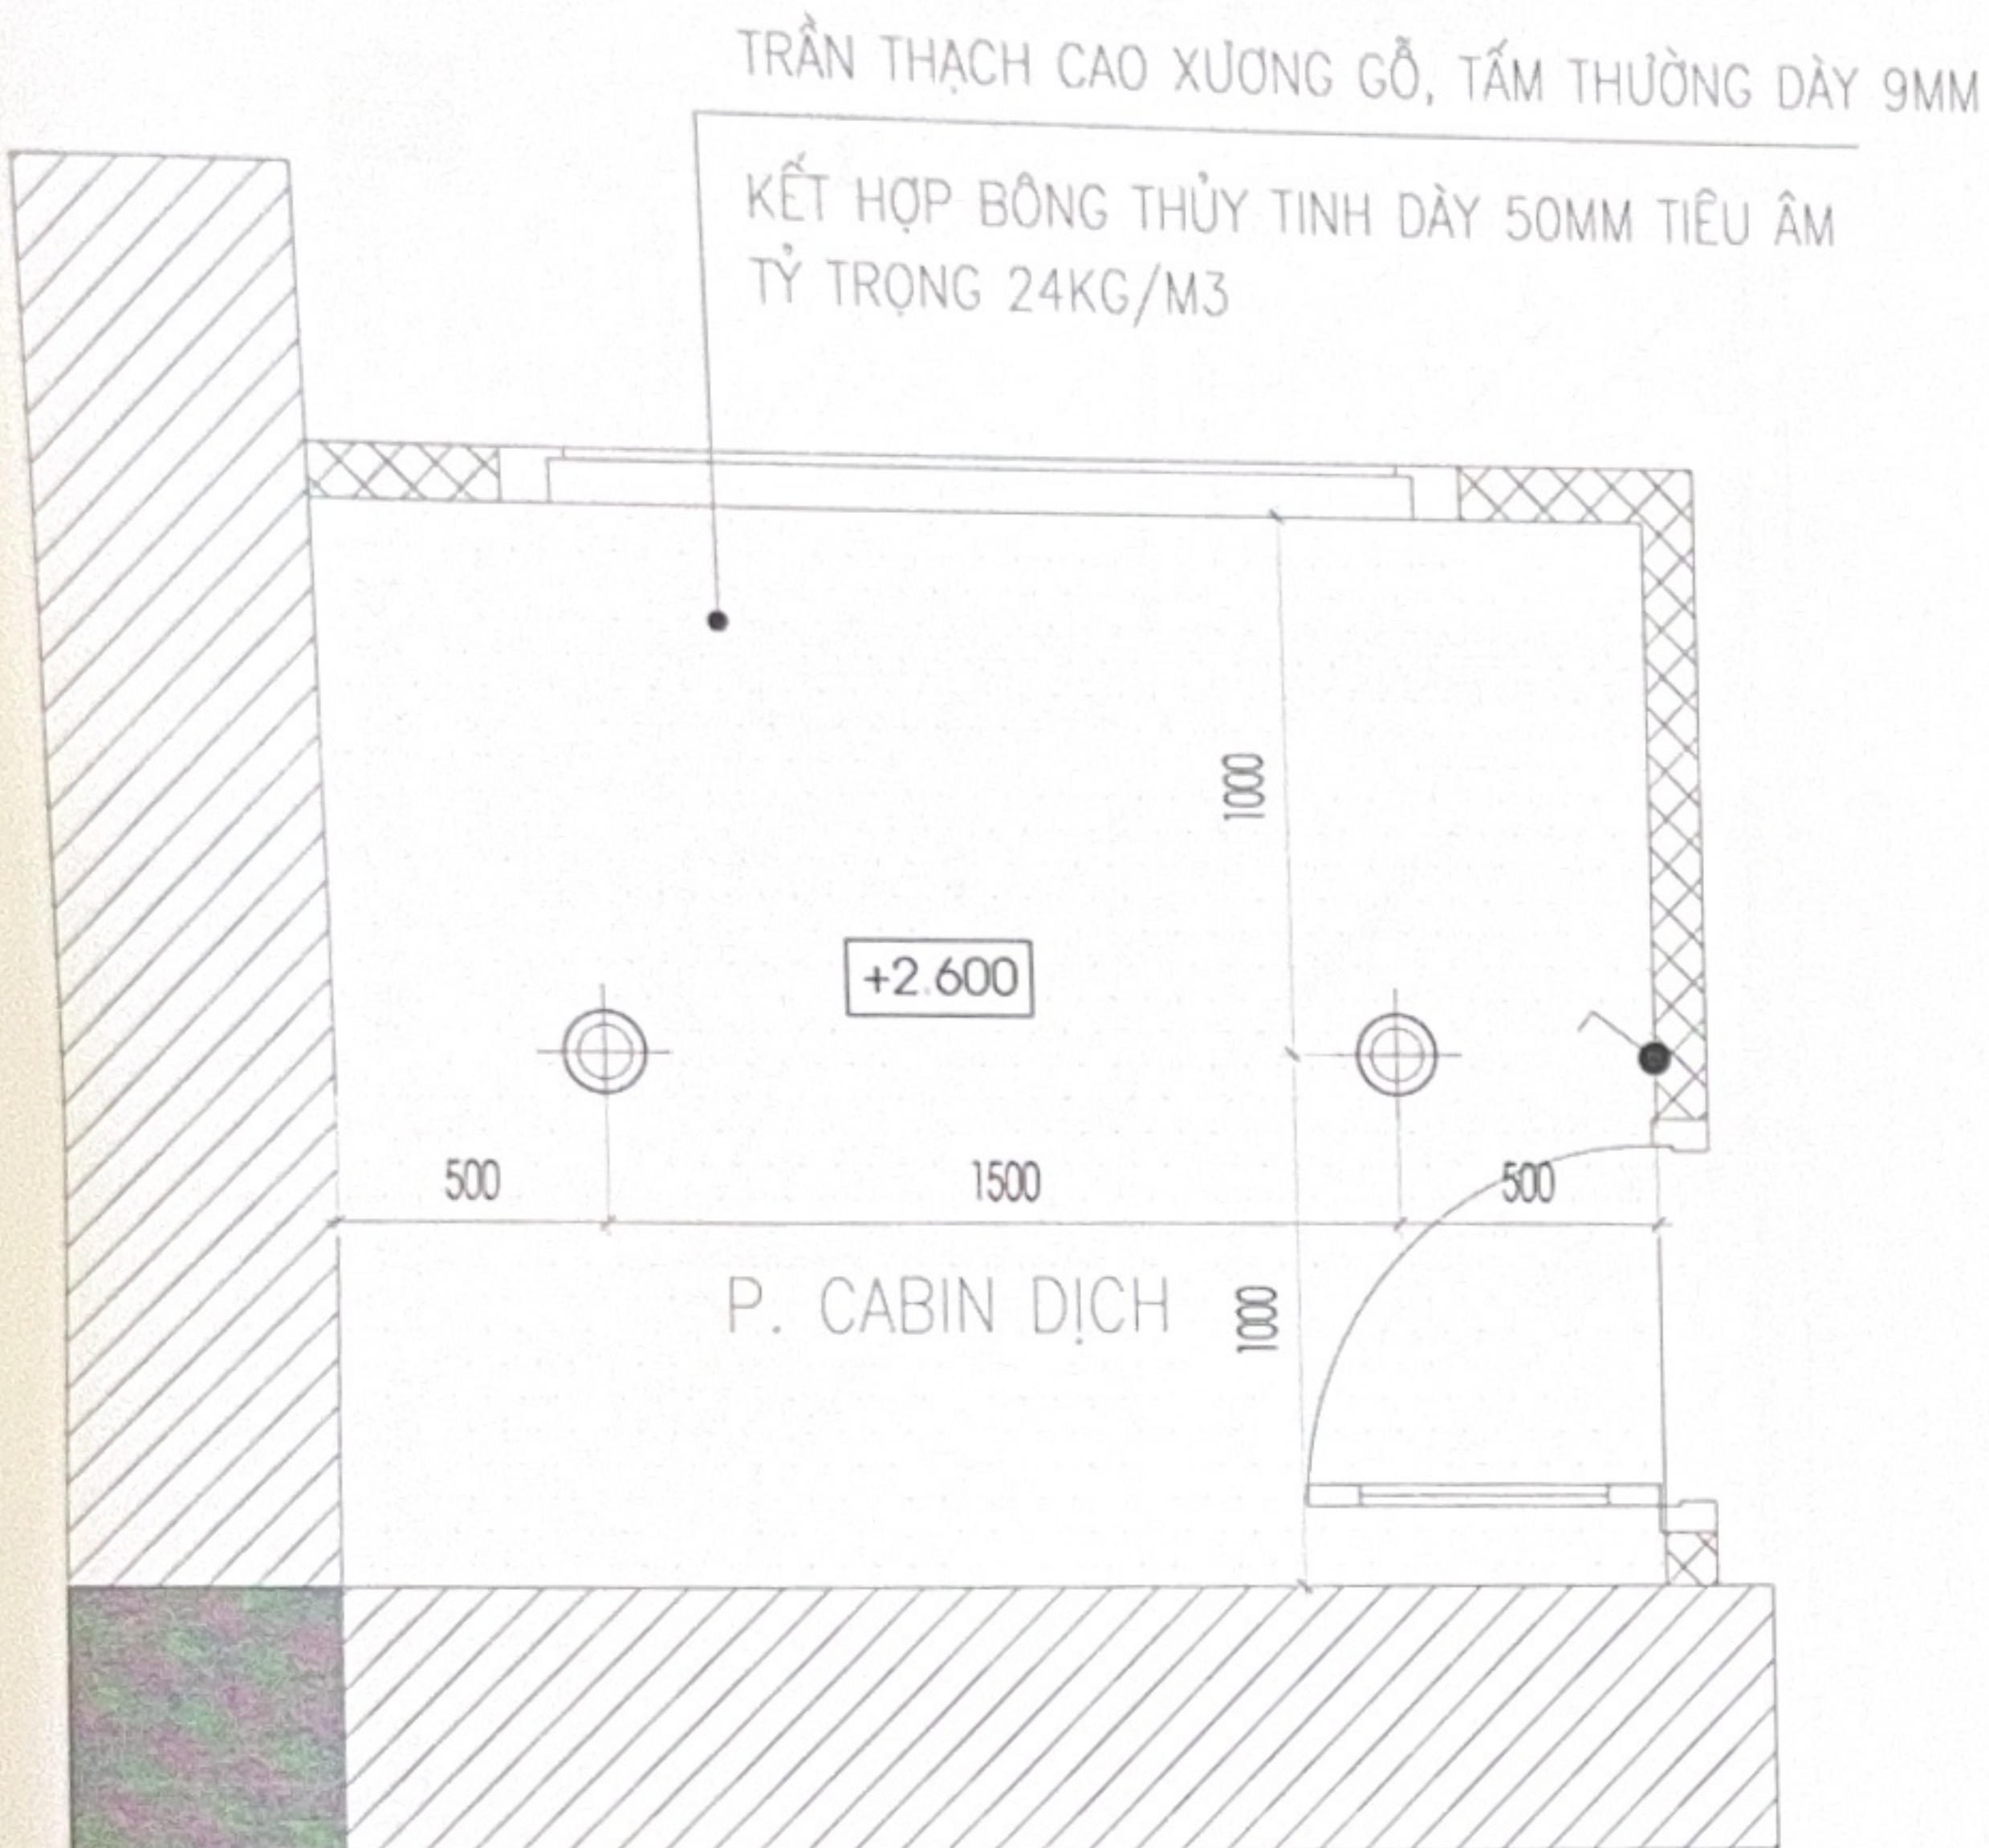 TRẦN THẠCH CAO XƯƠNG GỖ, TẤM THƯỜNG DÀY 9MM
KẾT HỢP BÔNG THỦY TINH DÀY 50MM TIÊU ÂM
TỶ TRỌNG 24KG/M3
1000
+2.600
500
1500
500
P. CABIN DỊCH
1000